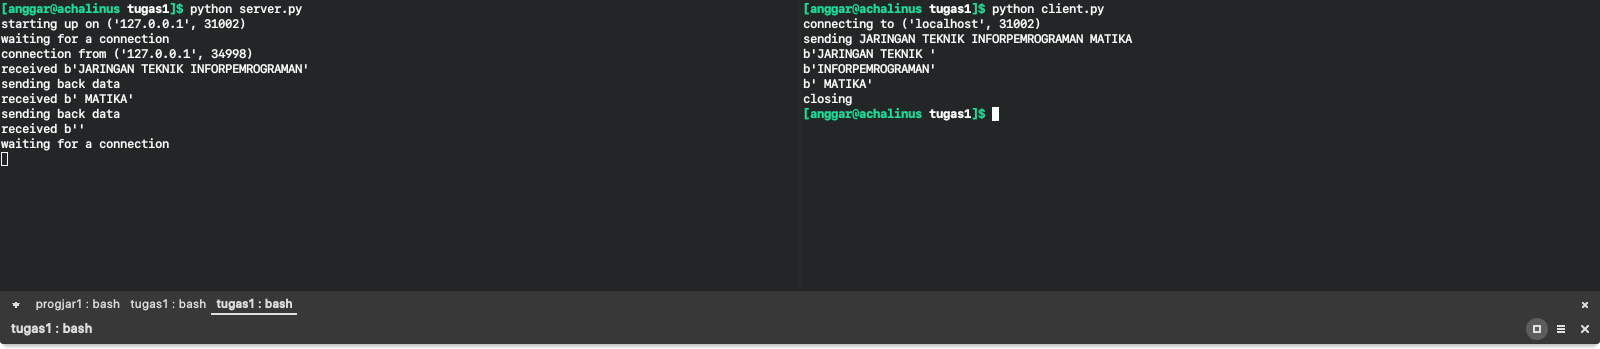 [anggar@achalinus tugas1]$ python server.py
starting up on ('127.0.0.1', 31002)
waiting for a connection
connection from ('127.0.0.1', 34998)
received b'JARINGAN TEKNIK INFORPEMROGRAMAN'
sending back data
received b' MATIKA'
sending back data
received b''
waiting for a connection
[anggar@achalinus tugas1]$ python client.py
connecting to ('localhost', 31002)
sending JARINGAN TEKNIK INFORPEMROGRAMAN MATIKA
b'JARINGAN TEKNIK '
b'INFORPEMROGRAMAN'
b' MATIKA'
closing
[anggar@achalinus tugas1]$
progjar1 : bash tugas1 : bash tugas1 : bash
tugas1 : bash